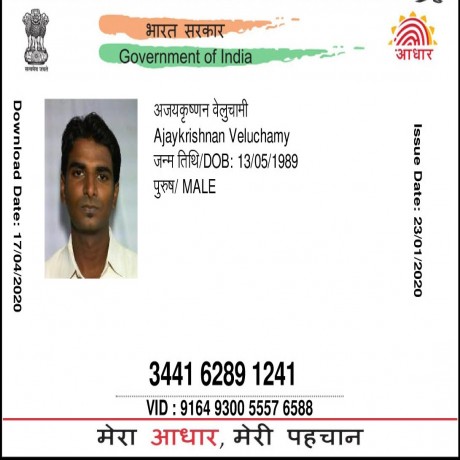 भारत सरकार
Government of India
आधार
सत्यमेव जयते
Download Date: 17/04/2020
अजयकृष्णन वेलुचामी
Ajaykrishnan Veluchamy
जन्म तिथि/DOB: 13/05/1989
पुरुष/ MALE
Issue Date: 23/01/2020
3441 6289 1241
VID : 9164 9300 5557 6588
मेरा आधार, मेरी पहचान